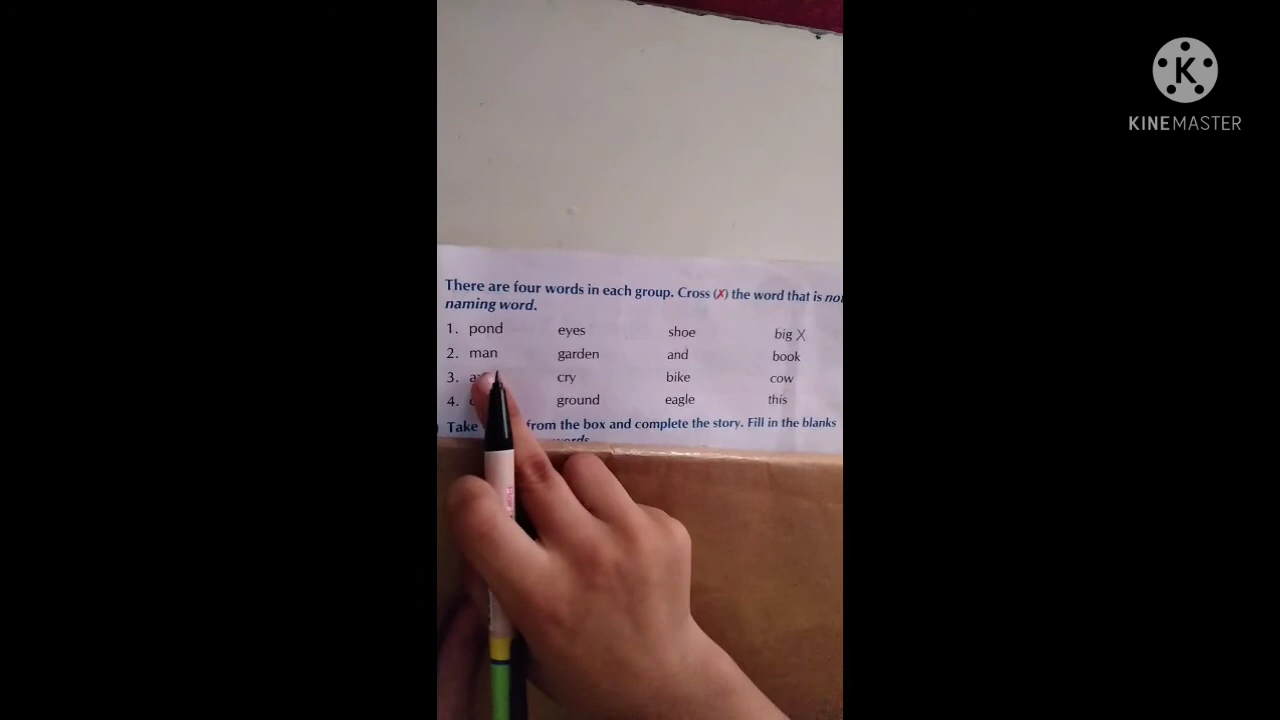 There are four words in each group. Cross (✗) the word that is not
naming word.
1. pond eyes shoe big X
2. man garden and book
3. cry bike cow
4. ground eagle this
Take from the box and complete the story. Fill in the blanks
K
KINEMASTER